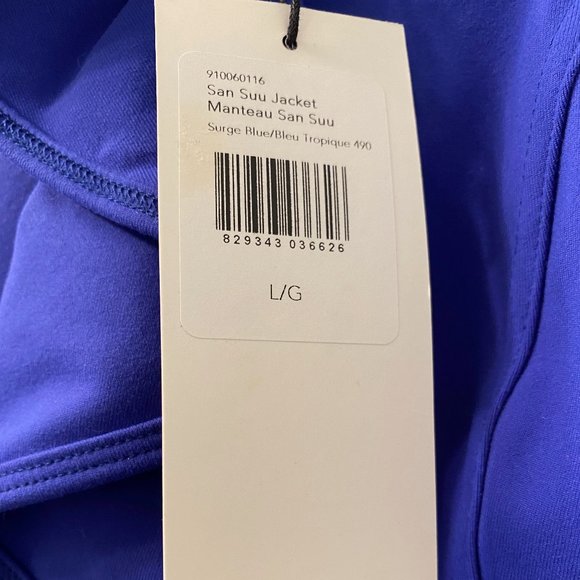 910060116
San Suu Jacket
Manteau San Suu
Surge Blue/Bleu Tropique 490
829343 036626
L/G